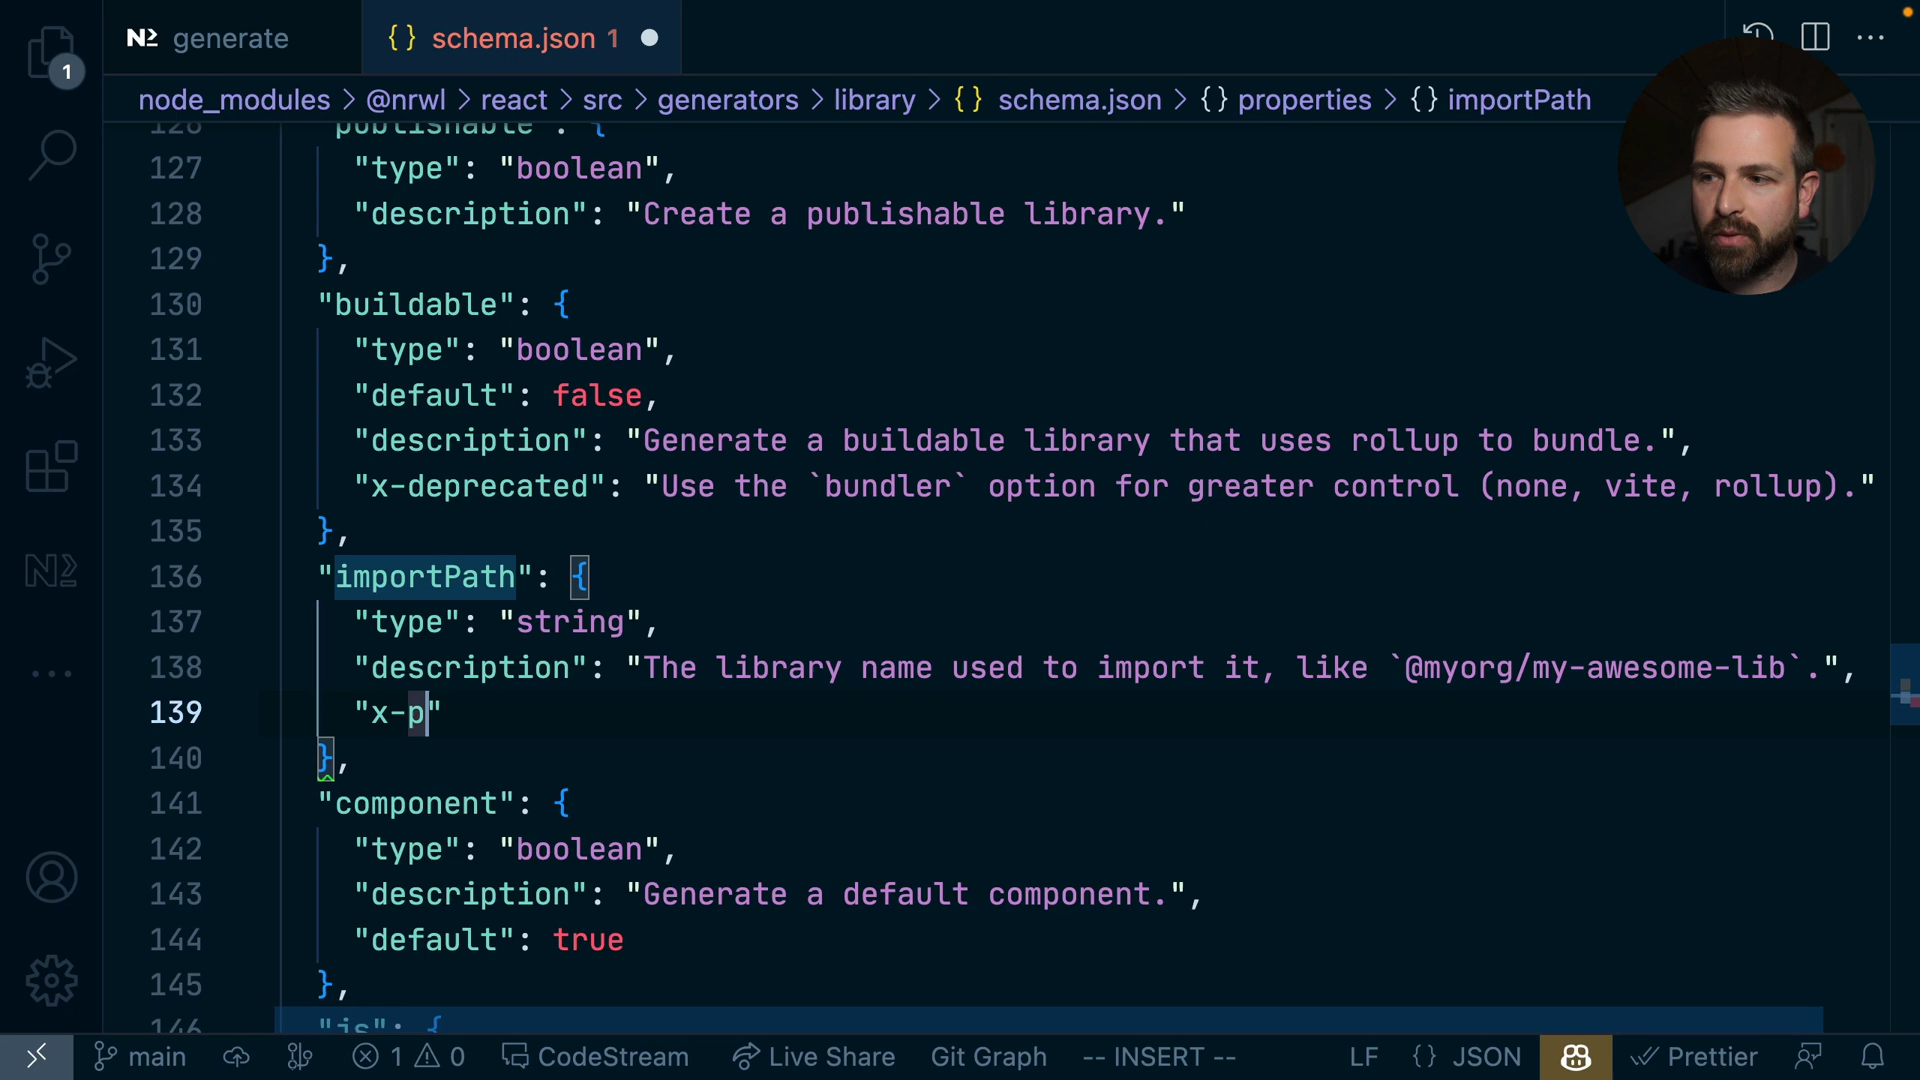 generate
{} schema.json 1
1
node_modules > @nrwl > react > src > generators > library > {} schema.json > {} properties > {} importPath
126 "publishable": {
127 "type": "boolean",
128 "description": "Create a publishable library."
129 },
130 "buildable": {
131 "type": "boolean",
132 "default": false,
133 "description": "Generate a buildable library that uses rollup to bundle.",
134 "x-deprecated": "Use the `bundler` option for greater control (none, vite, rollup)."
135 },
136 "importPath": {
137 "type": "string",
138 "description": "The library name used to import it, like `@myorg/my-awesome-lib`.",
139 "x-p"
140 },
141 "component": {
142 "type": "boolean",
143 "description": "Generate a default component.",
144 "default": true
145 },
146 "js": {
main 1 0 CodeStream Live Share Git Graph -- INSERT -- LF {} JSON Prettier